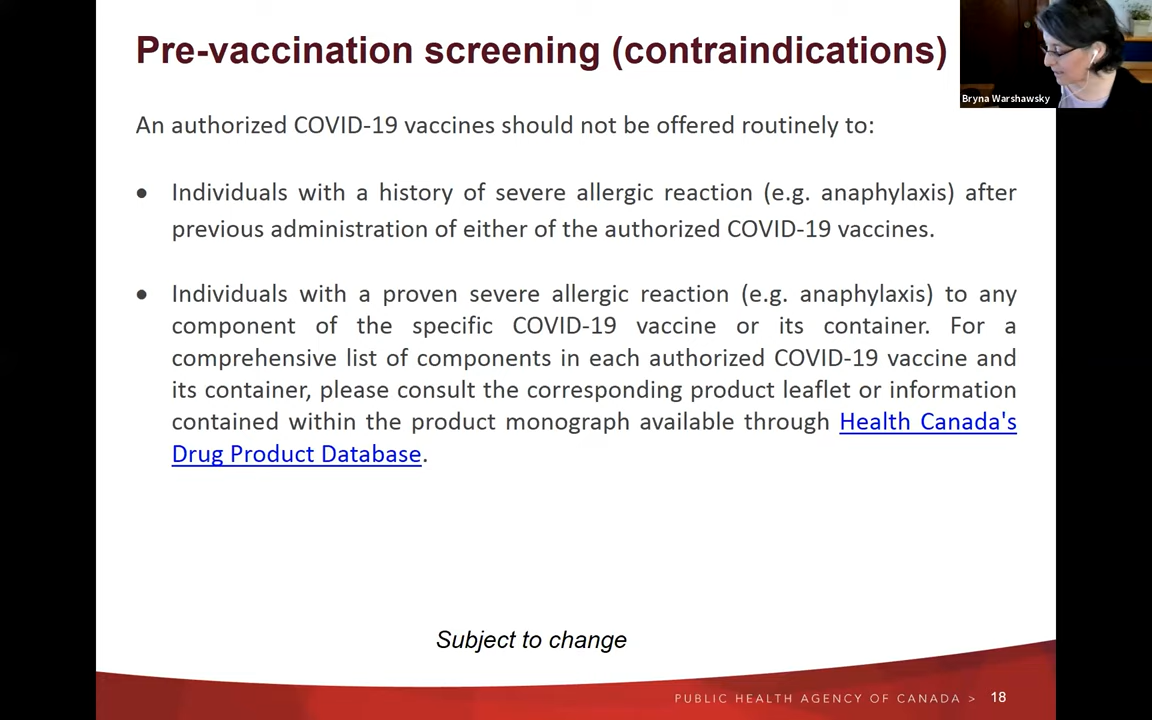 Pre-vaccination screening (contraindications)
Bryna Warshawsky
An authorized COVID-19 vaccines should not be offered routinely to:
• Individuals with a history of severe allergic reaction (e.g. anaphylaxis) after
previous administration of either of the authorized COVID-19 vaccines.
• Individuals with a proven severe allergic reaction (e.g. anaphylaxis) to any
component of the specific COVID-19 vaccine or its container. For a
comprehensive list of components in each authorized COVID-19 vaccine and
its container, please consult the corresponding product leaflet or information
contained within the product monograph available through Health Canada's
Drug Product Database.
Subject to change
PUBLIC HEALTH AGENCY OF CANADA > 18